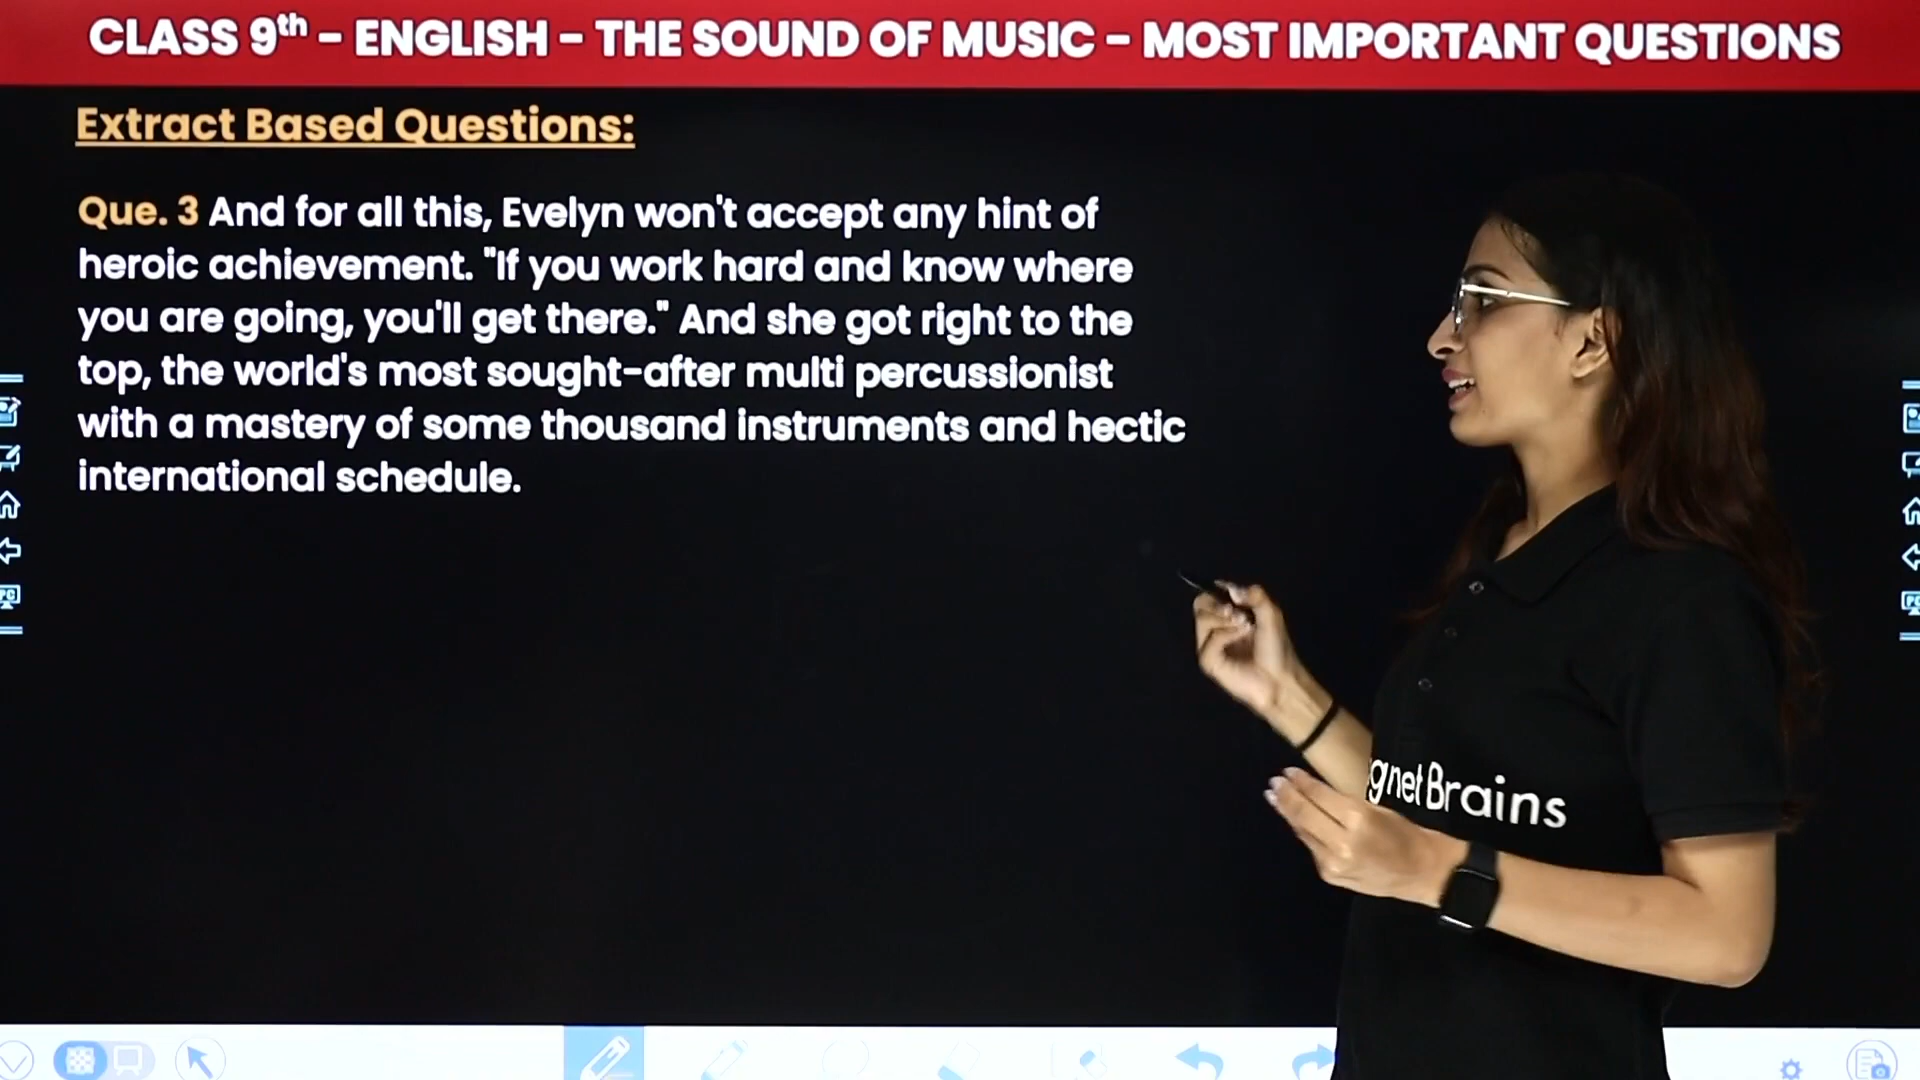 CLASS 9th – ENGLISH – THE SOUND OF MUSIC – MOST IMPORTANT QUESTIONS
Extract Based Questions:
Que. 3 And for all this, Evelyn won't accept any hint of
heroic achievement. "If you work hard and know where
you are going, you'll get there." And she got right to the
top, the world's most sought-after multi percussionist
with a mastery of some thousand instruments and hectic
international schedule.
gnetBrains
PC